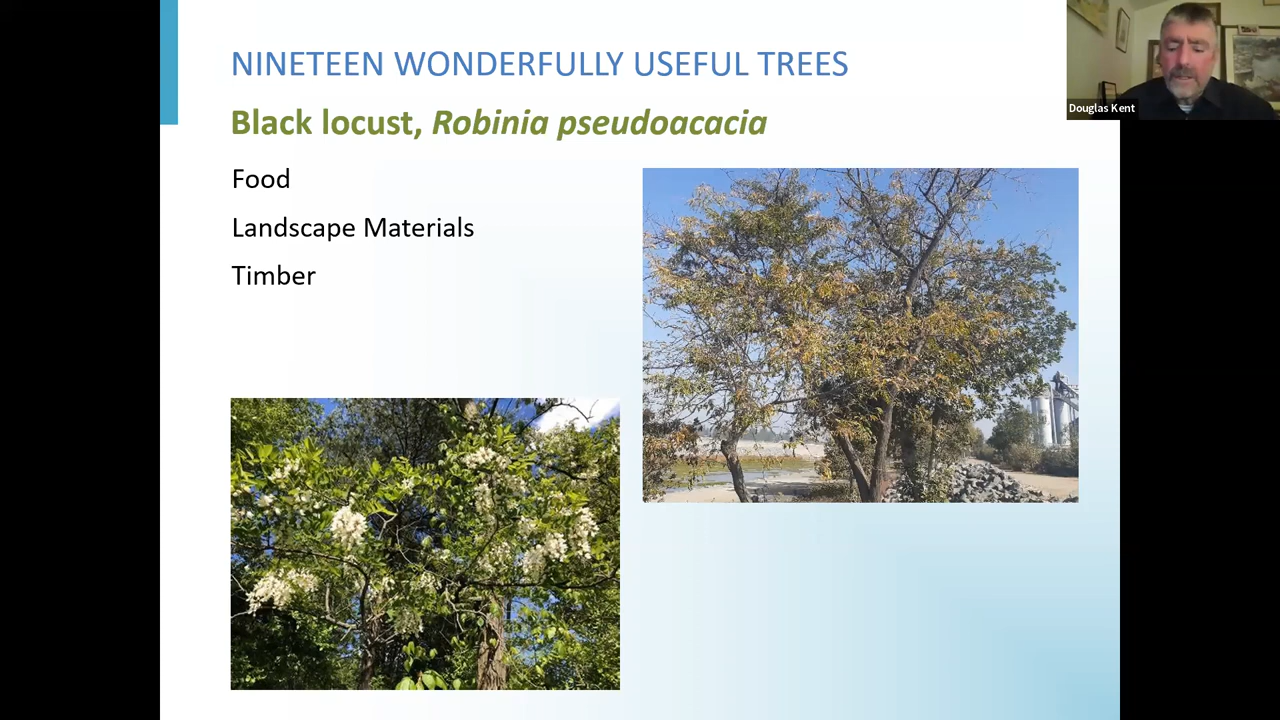 NINETEEN WONDERFULLY USEFUL TREES
Black locust, Robinia pseudoacacia
Food
Landscape Materials
Timber
Douglas Kent